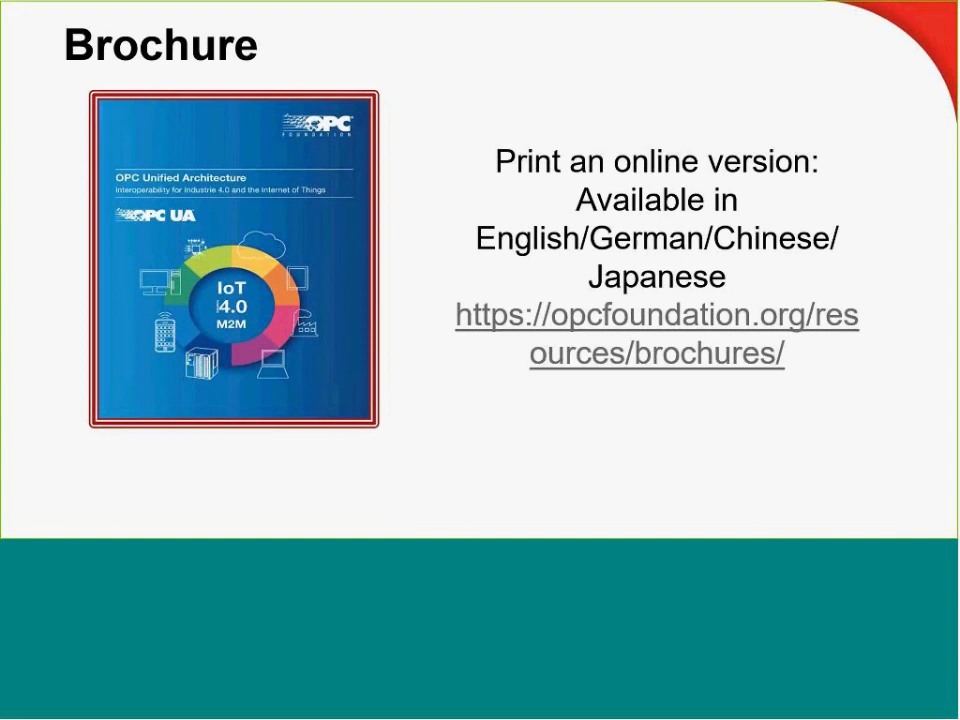 Brochure
OPC
FOUNDATION
OPC Unified Architecture
Interoperability for Industrie 4.0 and the Internet of Things
OPC UA
IoT
I4.0
M2M
Print an online version:
Available in
English/German/Chinese/
Japanese
https://opcfoundation.org/res
ources/brochures/